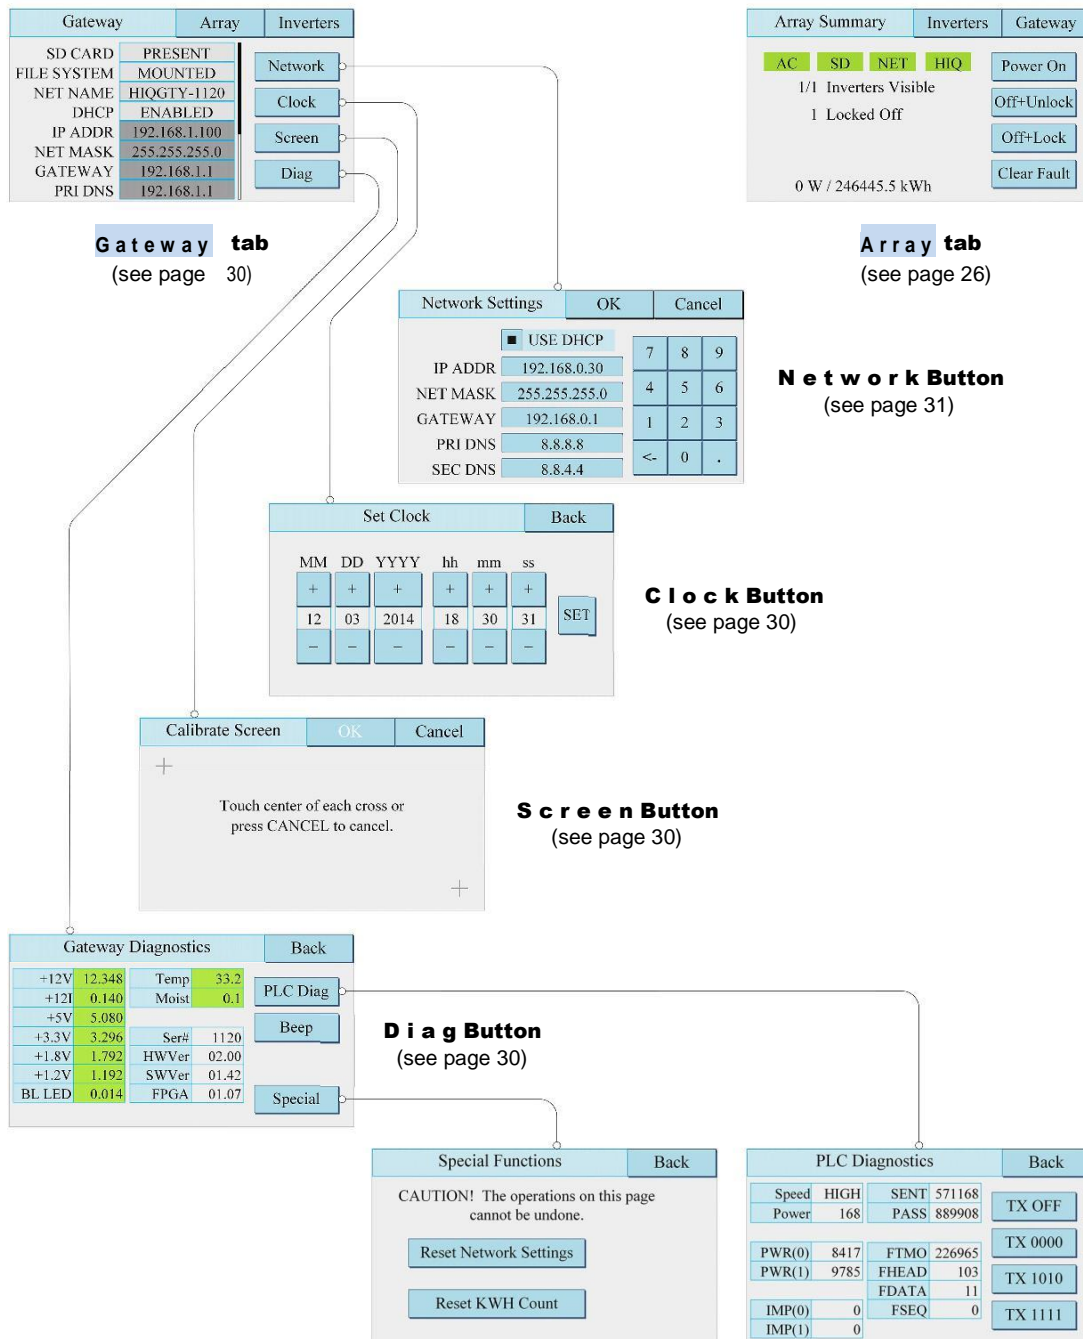 Gateway Array Inverters
SD CARD PRESENT
FILE SYSTEM MOUNTED
NET NAME HIQGTY-1120
DHCP ENABLED
IP ADDR 192.168.1.100
NET MASK 255.255.255.0
GATEWAY 192.168.1.1
PRI DNS 192.168.1.1
Network
Clock
Screen
Diag
Gateway tab
(see page 30)
Array Summary Inverters Gateway
AC SD NET HIQ
1/1 Inverters Visible
1 Locked Off
0 W / 246445.5 kWh
Power On
Off+Unlock
Off+Lock
Clear Fault
Array tab
(see page 26)
Network Settings OK Cancel
■ USE DHCP
IP ADDR 192.168.0.30
NET MASK 255.255.255.0
GATEWAY 192.168.0.1
PRI DNS 8.8.8.8
SEC DNS 8.8.4.4
7 8 9
4 5 6
1 2 3
<- 0 .
Network Button
(see page 31)
Set Clock Back
MM DD YYYY hh mm ss
+ + + + + +
12 03 2014 18 30 31
− − − − − −
SET
Clock Button
(see page 30)
Calibrate Screen OK Cancel
Touch center of each cross or
press CANCEL to cancel.
Screen Button
(see page 30)
Gateway Diagnostics Back
+12V 12.348 Temp 33.2
+12I 0.140 Moist 0.1
+5V 5.080
+3.3V 3.296 Ser# 1120
+1.8V 1.792 HWVer 02.00
+1.2V 1.192 SWVer 01.42
BL LED 0.014 FPGA 01.07
PLC Diag
Beep
Special
Diag Button
(see page 30)
Special Functions Back
CAUTION! The operations on this page
cannot be undone.
Reset Network Settings
Reset KWH Count
PLC Diagnostics Back
Speed HIGH SENT 571168
Power 168 PASS 889908
PWR(0) 8417 FTMO 226965
PWR(1) 9785 FHEAD 103
FDATA 11
IMP(0) 0 FSEQ 0
IMP(1) 0
TX OFF
TX 0000
TX 1010
TX 1111